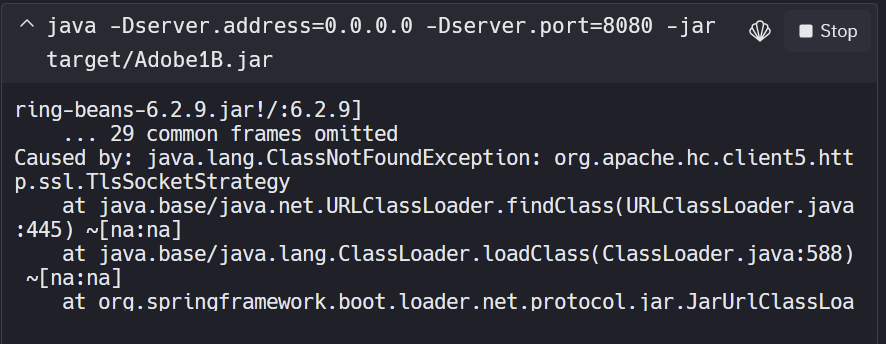 java -Dserver.address=0.0.0.0 -Dserver.port=8080 -jar
target/Adobe1B.jar
Stop
ring-beans-6.2.9.jar!/:6.2.9]
    ... 29 common frames omitted
Caused by: java.lang.ClassNotFoundException: org.apache.hc.client5.htt
p.ssl.TlsSocketStrategy
    at java.base/java.net.URLClassLoader.findClass(URLClassLoader.java
:445) ~[na:na]
    at java.base/java.lang.ClassLoader.loadClass(ClassLoader.java:588)
 ~[na:na]
    at org.springframework.boot.loader.net.protocol.jar.JarUrlClassLoa